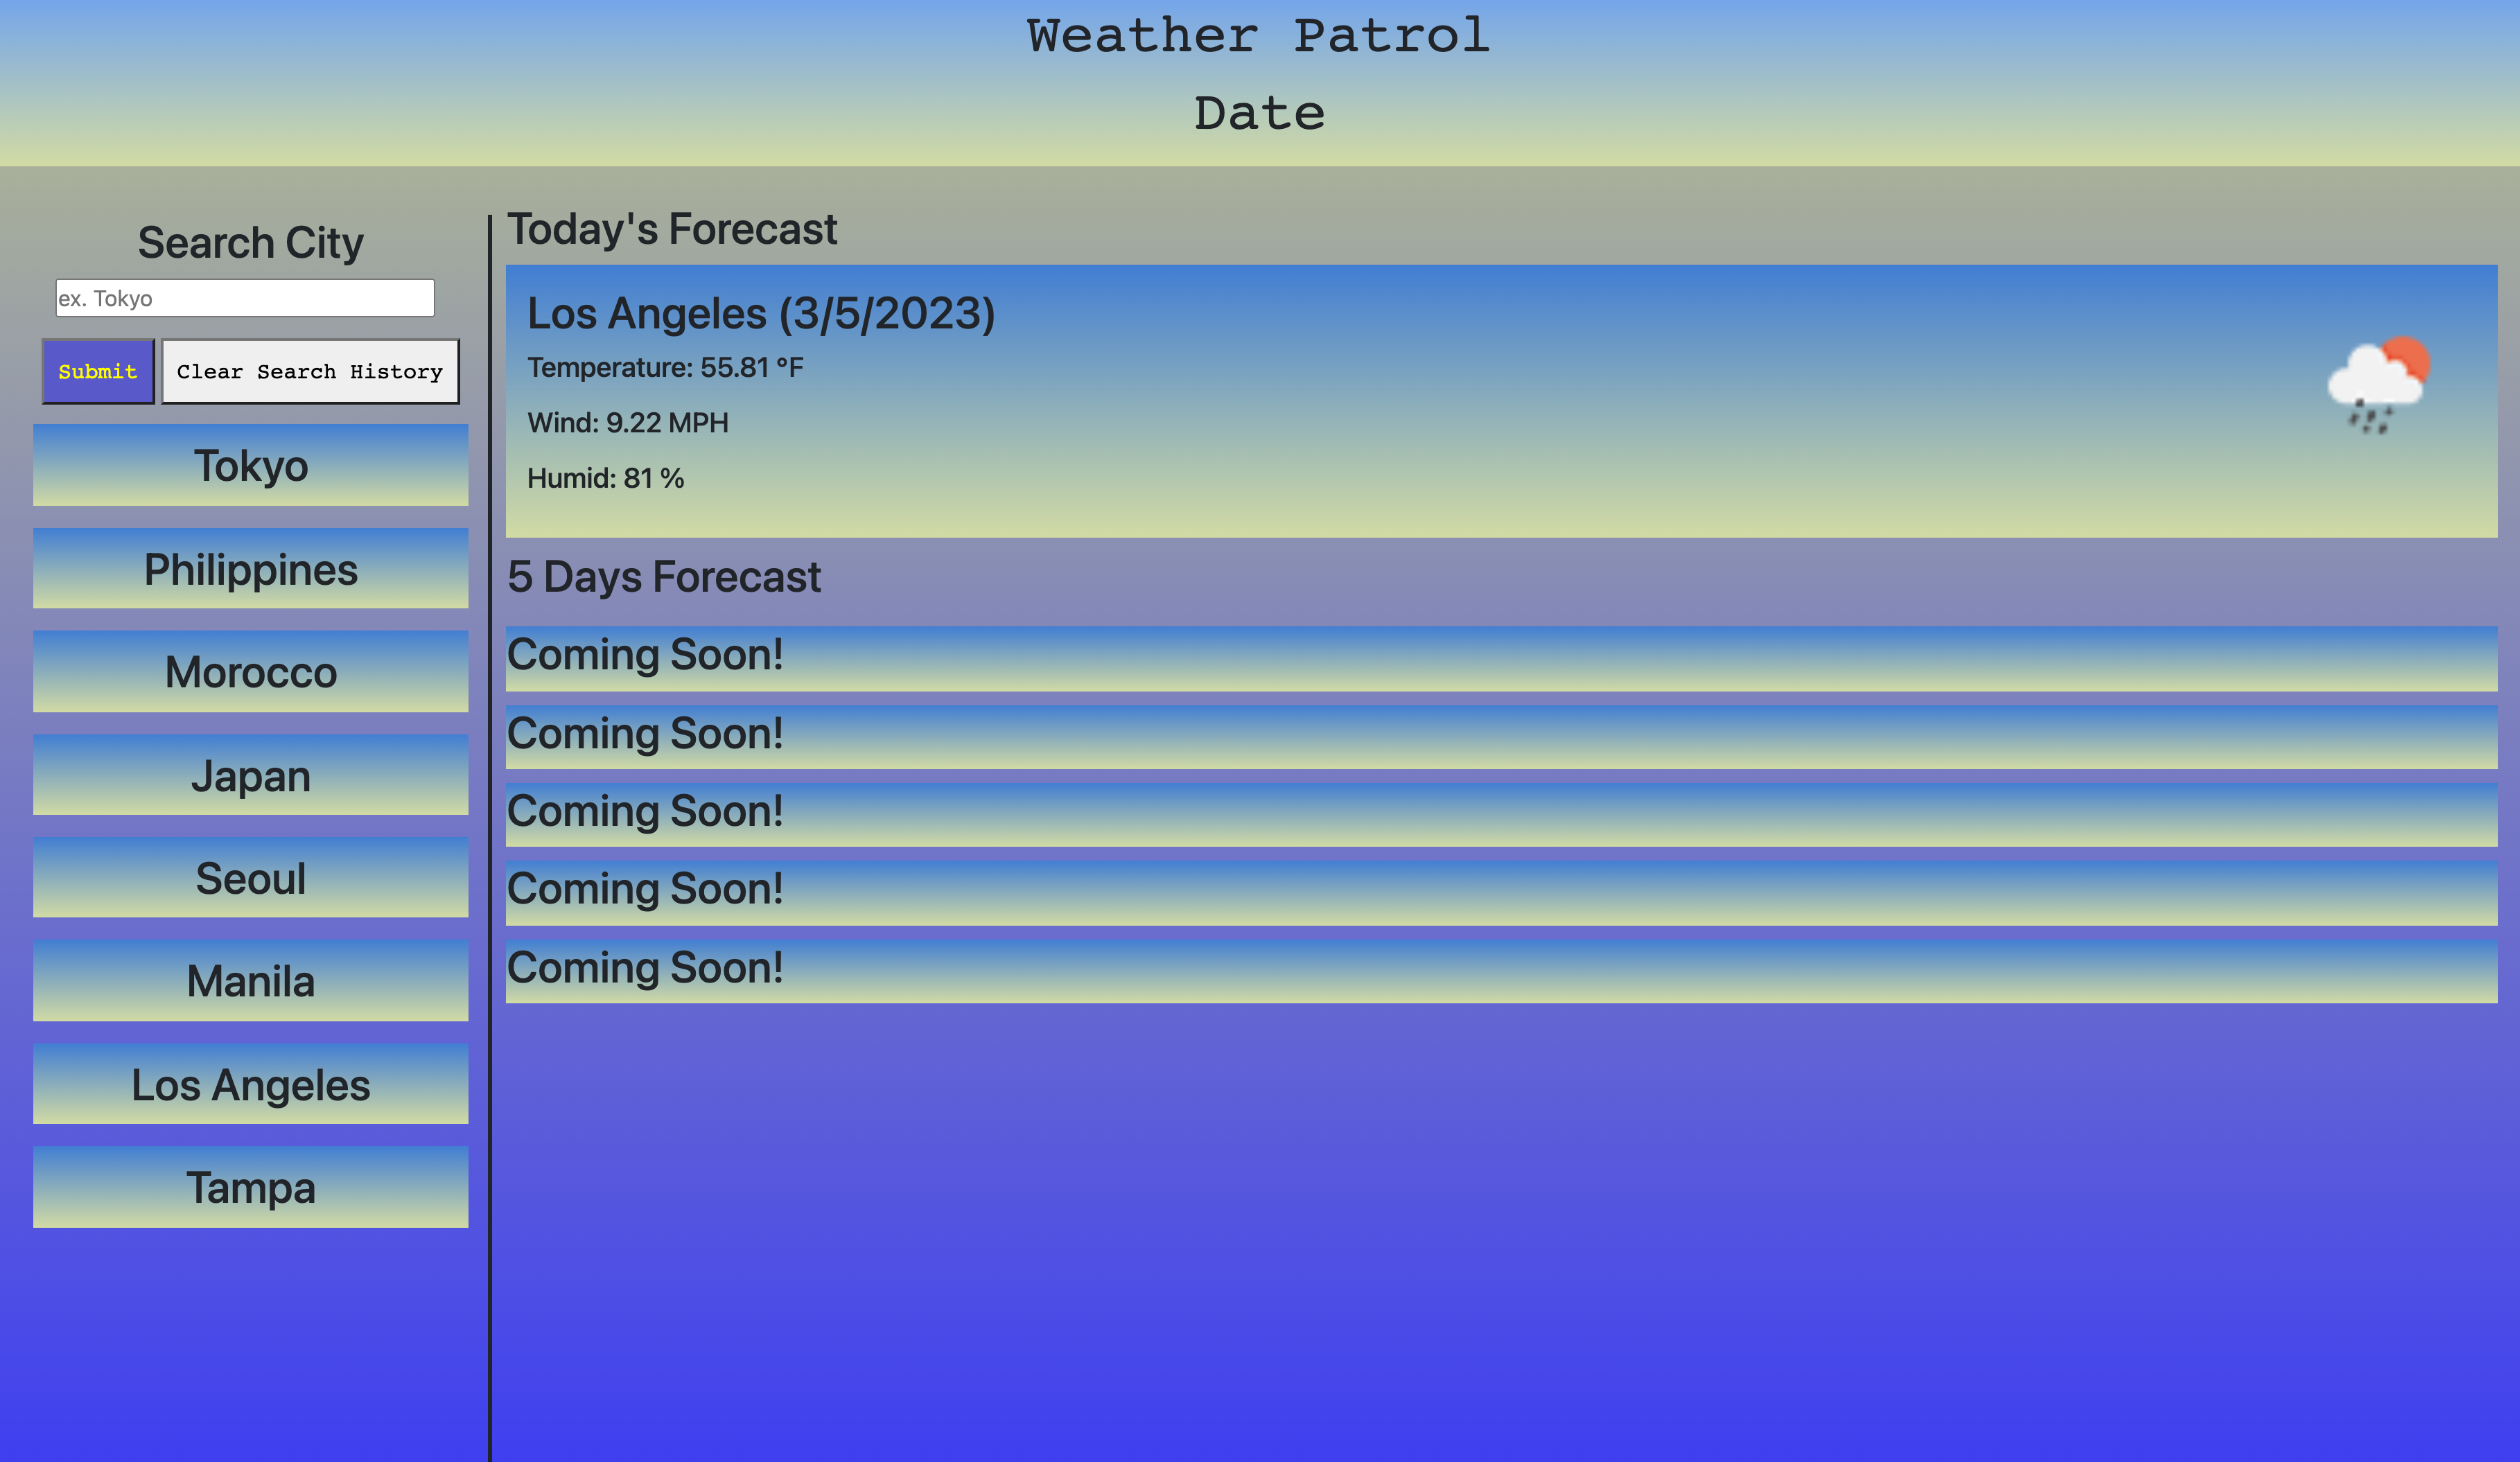 Weather Patrol
Date
Search City
ex. Tokyo
Submit
Clear Search History
Tokyo
Philippines
Morocco
Japan
Seoul
Manila
Los Angeles
Tampa
Today's Forecast
Los Angeles (3/5/2023)
Temperature: 55.81 °F
Wind: 9.22 MPH
Humid: 81 %
5 Days Forecast
Coming Soon!
Coming Soon!
Coming Soon!
Coming Soon!
Coming Soon!